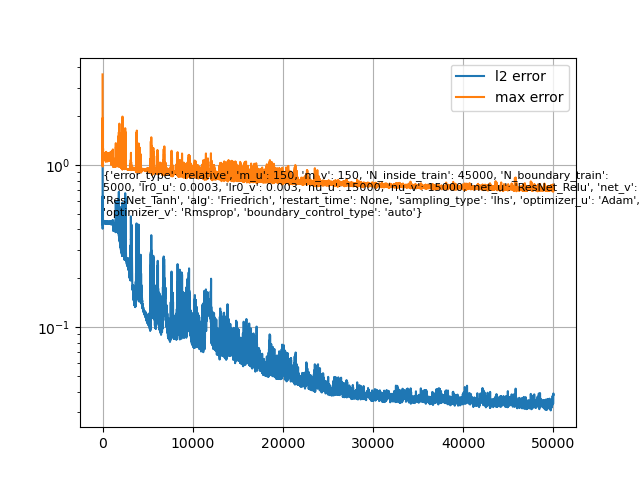 l2 error
max error
10⁰
{'error_type': 'relative', 'm_u': 150, 'm_v': 150, 'N_inside_train': 45000, 'N_boundary_train':
5000, 'lr0_u': 0.0003, 'lr0_v': 0.003, 'nu_u': 15000, 'nu_v': 15000, 'net_u': 'ResNet_Relu', 'net_v':
'ResNet_Tanh', 'alg': 'Friedrich', 'restart_time': None, 'sampling_type': 'lhs', 'optimizer_u': 'Adam',
'optimizer_v': 'Rmsprop', 'boundary_control_type': 'auto'}
10⁻¹
0 10000 20000 30000 40000 50000